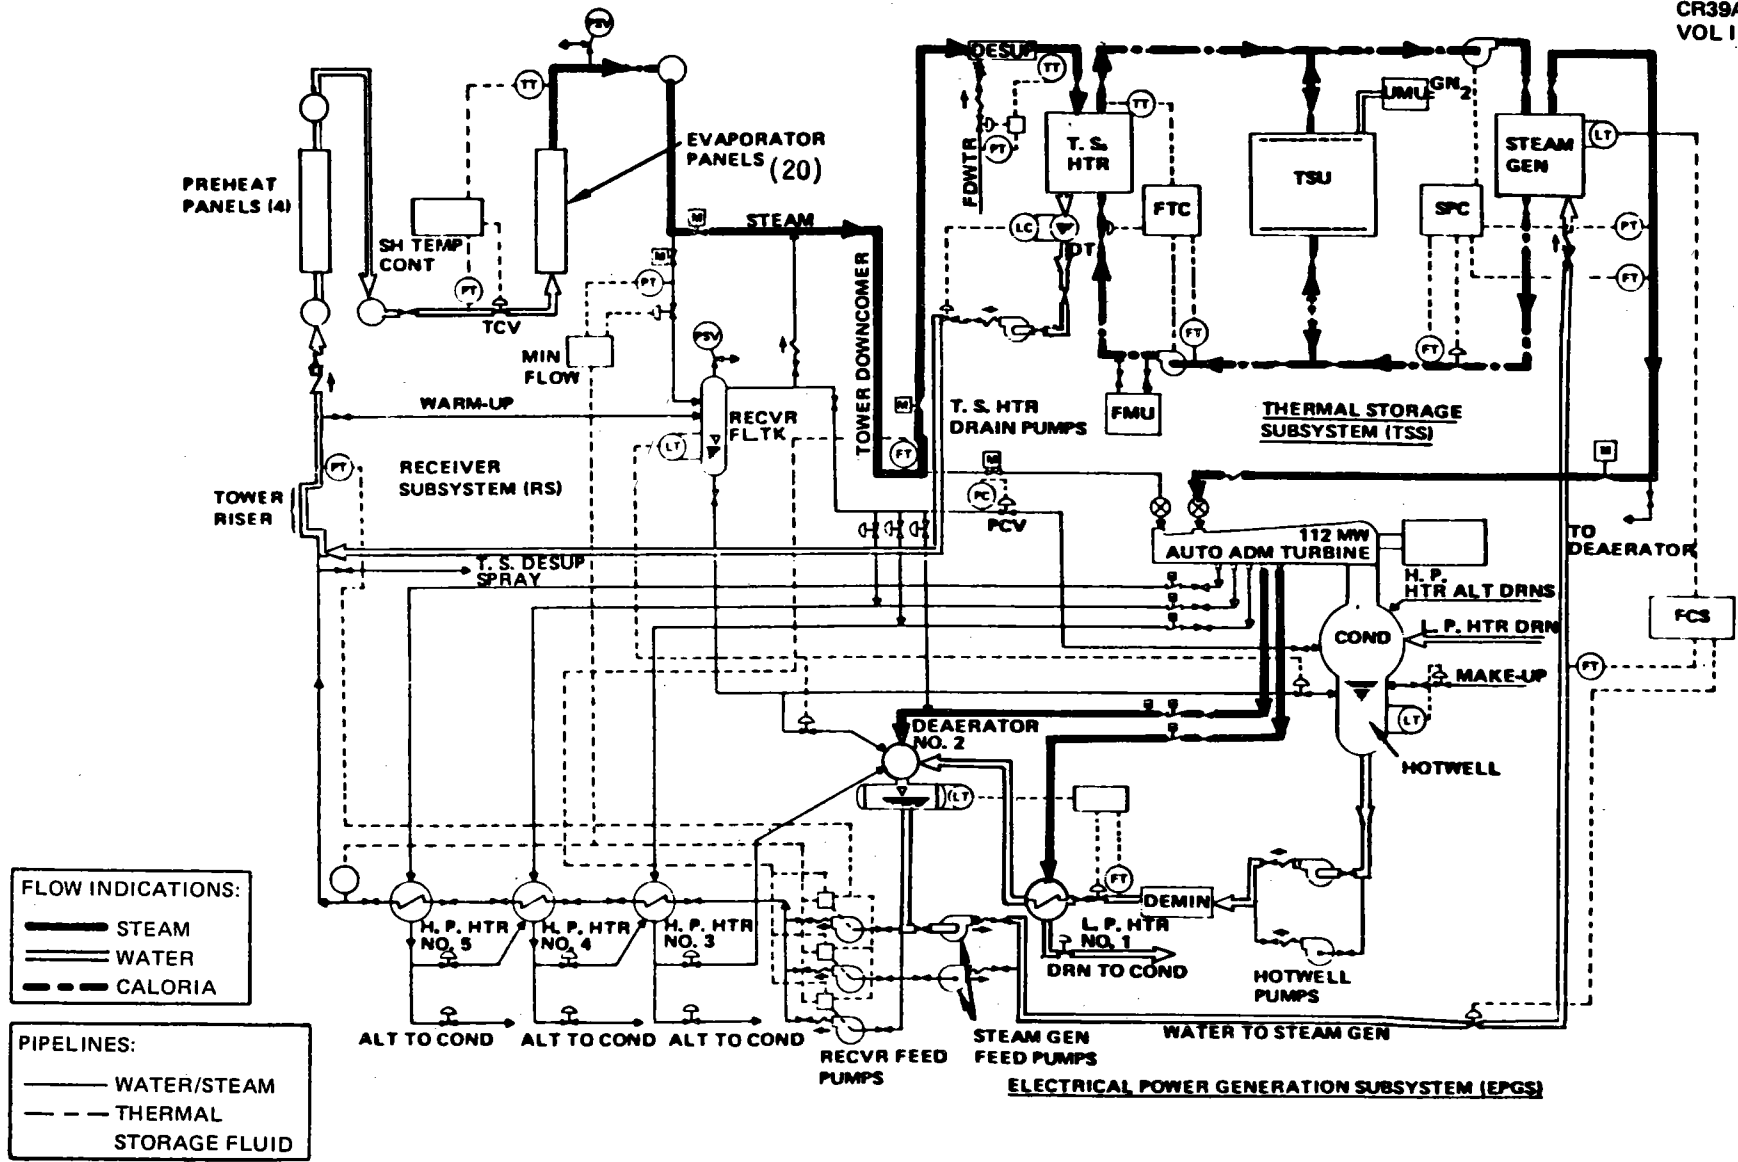 CR39A
VOL I
PSV
TT
EVAPORATOR
PANELS (20)
PREHEAT
PANELS (4)
SH TEMP
CONT
PT
TCV
M
STEAM
M
PT
MIN
FLOW
PSV
WARM-UP
RECVR
FL TK
LT
PT
RECEIVER
SUBSYSTEM (RS)
TOWER
RISER
T. S. DESUP
SPRAY
TOWER DOWNCOMER
DESUP
TT
PT
FDWTR
T. S.
HTR
TT
LC
DT
FTC
FT
FMU
TSU
UMU
GN2
STEAM
GEN
LT
SPC
PT
FT
FT
M
FT
T. S. HTR
DRAIN PUMPS
THERMAL STORAGE
SUBSYSTEM (TSS)
M
M
PC
PCV
112 MW
AUTO ADM TURBINE
TO
DEAERATOR
H. P.
HTR ALT DRNS
L. P. HTR DRN
COND
FCS
FT
MAKE-UP
LT
HOTWELL
DEAERATOR
NO. 2
LT
FT
DEMIN
L. P. HTR
NO. 1
DRN TO COND
HOTWELL
PUMPS
H. P. HTR
NO. 5
H. P. HTR
NO. 4
H. P. HTR
NO. 3
ALT TO COND
ALT TO COND
ALT TO COND
RECVR FEED
PUMPS
STEAM GEN
FEED PUMPS
WATER TO STEAM GEN
ELECTRICAL POWER GENERATION SUBSYSTEM (EPGS)
FLOW INDICATIONS:
STEAM
WATER
CALORIA
PIPELINES:
WATER/STEAM
THERMAL
STORAGE FLUID